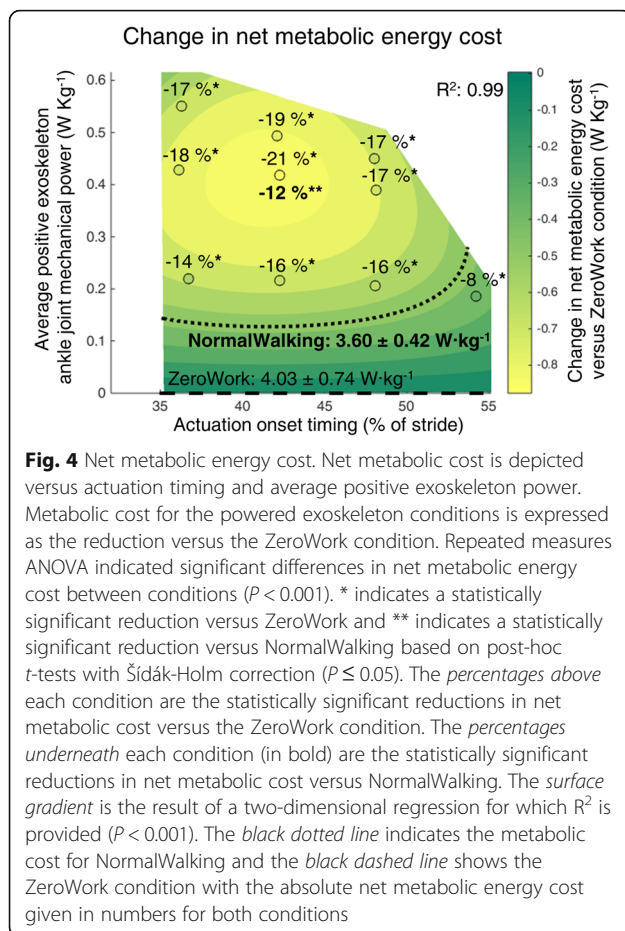 Change in net metabolic energy cost
Average positive exoskeleton
ankle joint mechanical power (W Kg⁻¹)
0.6
0.5
0.4
0.3
0.2
0.1
0
-17 %*
-19 %*
R²: 0.99
-17 %*
-18 %*
-21 %*
-17 %*
-12 %**
-14 %*
-16 %*
-16 %*
-8 %*
NormalWalking: 3.60 ± 0.42 W·kg⁻¹
ZeroWork: 4.03 ± 0.74 W·kg⁻¹
35
40
45
50
55
Actuation onset timing (% of stride)
0
-0.1
-0.2
-0.3
-0.4
-0.5
-0.6
-0.7
-0.8
Change in net metabolic energy cost
versus ZeroWork condition (W Kg⁻¹)
Fig. 4 Net metabolic energy cost. Net metabolic cost is depicted
versus actuation timing and average positive exoskeleton power.
Metabolic cost for the powered exoskeleton conditions is expressed
as the reduction versus the ZeroWork condition. Repeated measures
ANOVA indicated significant differences in net metabolic energy
cost between conditions (P < 0.001). * indicates a statistically
significant reduction versus ZeroWork and ** indicates a statistically
significant reduction versus NormalWalking based on post-hoc
t-tests with Šídák-Holm correction (P ≤ 0.05). The percentages above
each condition are the statistically significant reductions in net
metabolic cost versus the ZeroWork condition. The percentages
underneath each condition (in bold) are the statistically significant
reductions in net metabolic cost versus NormalWalking. The surface
gradient is the result of a two-dimensional regression for which R² is
provided (P < 0.001). The black dotted line indicates the metabolic
cost for NormalWalking and the black dashed line shows the
ZeroWork condition with the absolute net metabolic energy cost
given in numbers for both conditions